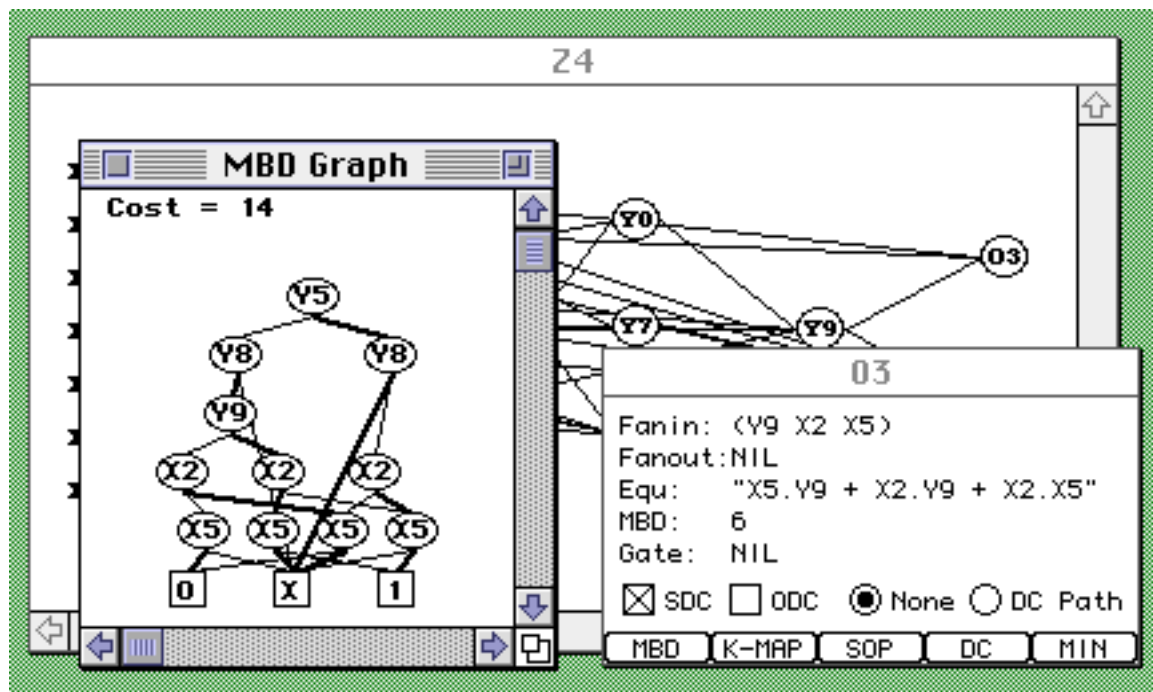 Z4
MBD Graph
Cost = 14
Y5
Y8 Y8
Y9
X2 X2 X2
X5 X5 X5 X5
0 X 1
Y0
O3
Y7 Y9
O3
Fanin: (Y9 X2 X5)
Fanout:NIL
Equ: "X5.Y9 + X2.Y9 + X2.X5"
MBD: 6
Gate: NIL
SDC ODC None DC Path
MBD K-MAP SOP DC MIN